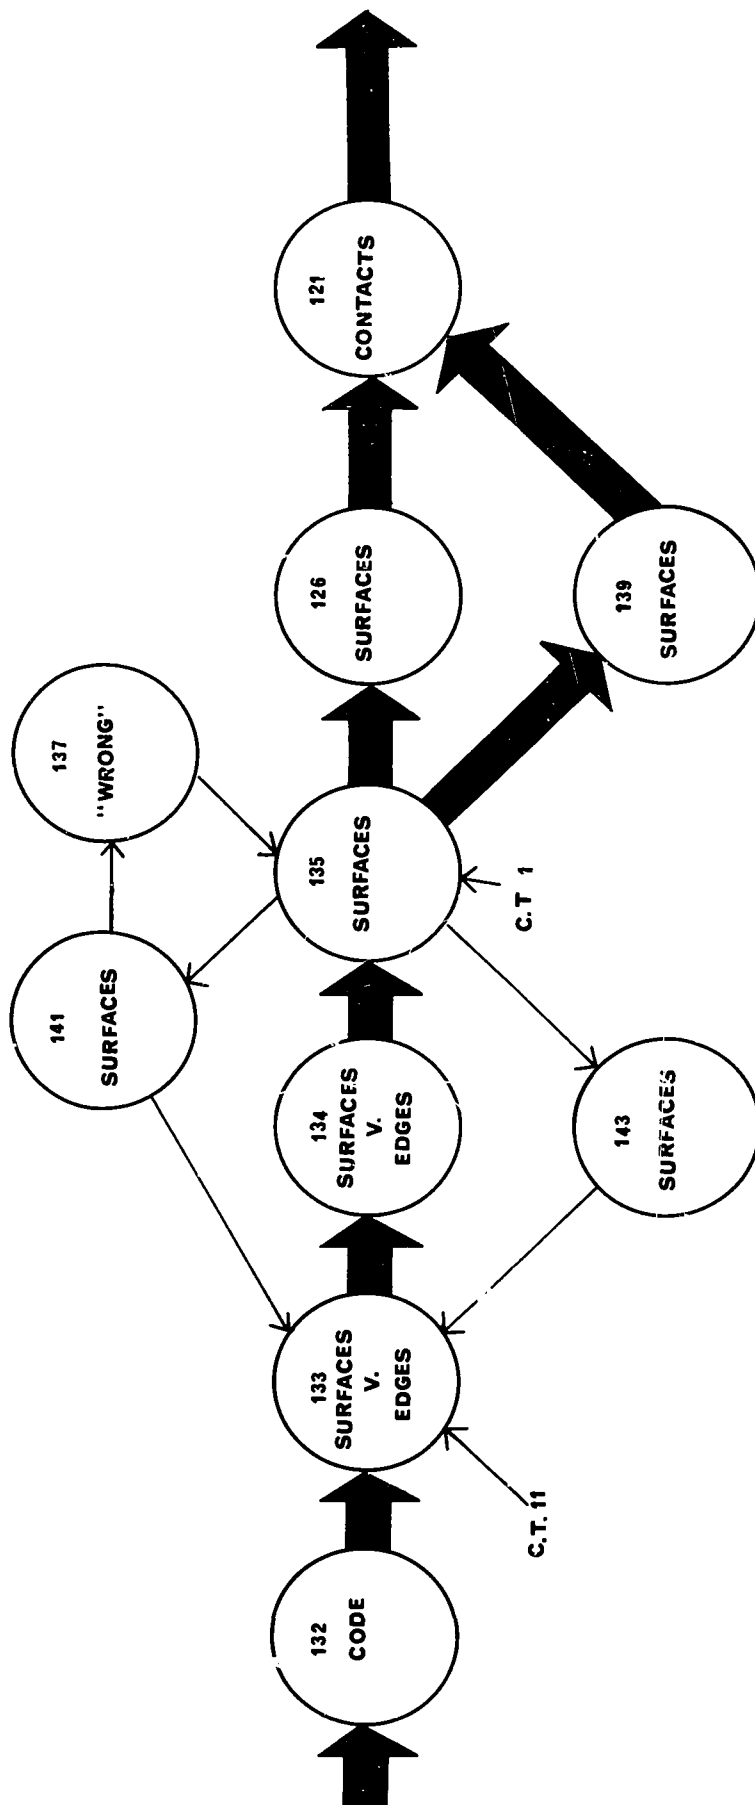 132
CODE
133
SURFACES
V.
EDGES
C.T. 11
134
SURFACES
V.
EDGES
141
SURFACES
143
SURFACES
135
SURFACES
C.T 1
137
"WRONG"
126
SURFACES
139
SURFACES
121
CONTACTS